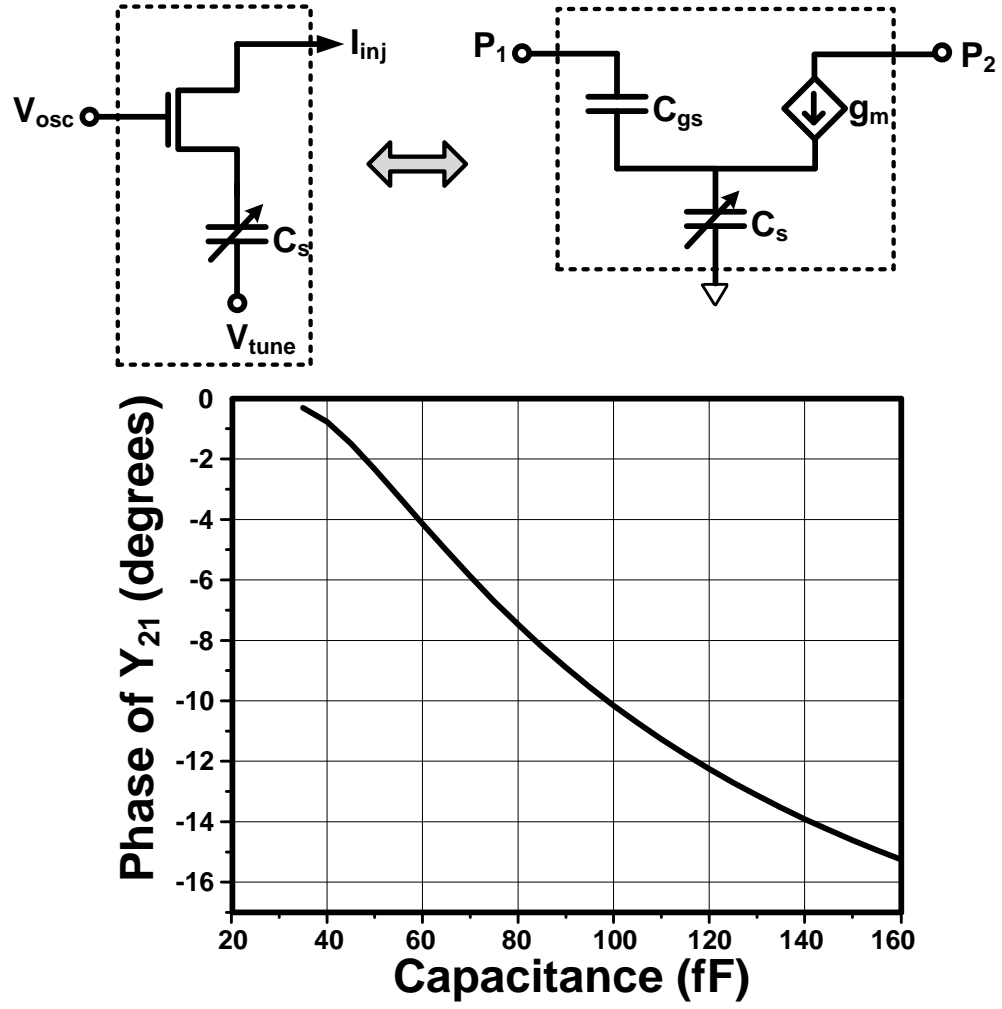 I_inj
V_osc
C_s
V_tune
P_1
P_2
C_gs
g_m
C_s
Phase of Y_21 (degrees)
0
-2
-4
-6
-8
-10
-12
-14
-16
20 40 60 80 100 120 140 160
Capacitance (fF)